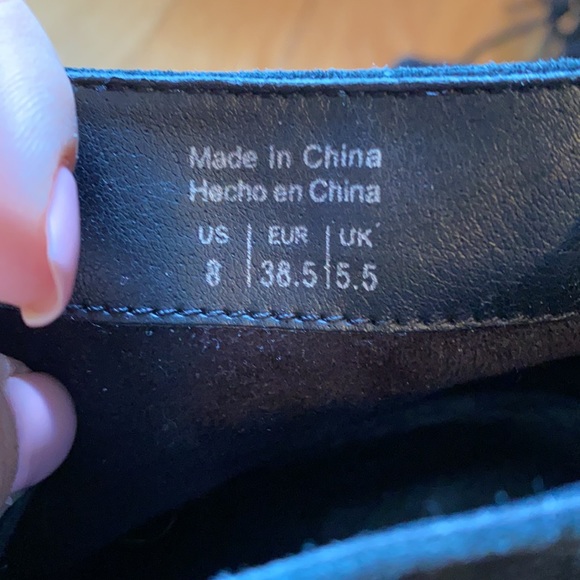 Made in China
Hecho en China
US | EUR | UK
8 | 38.5 | 5.5